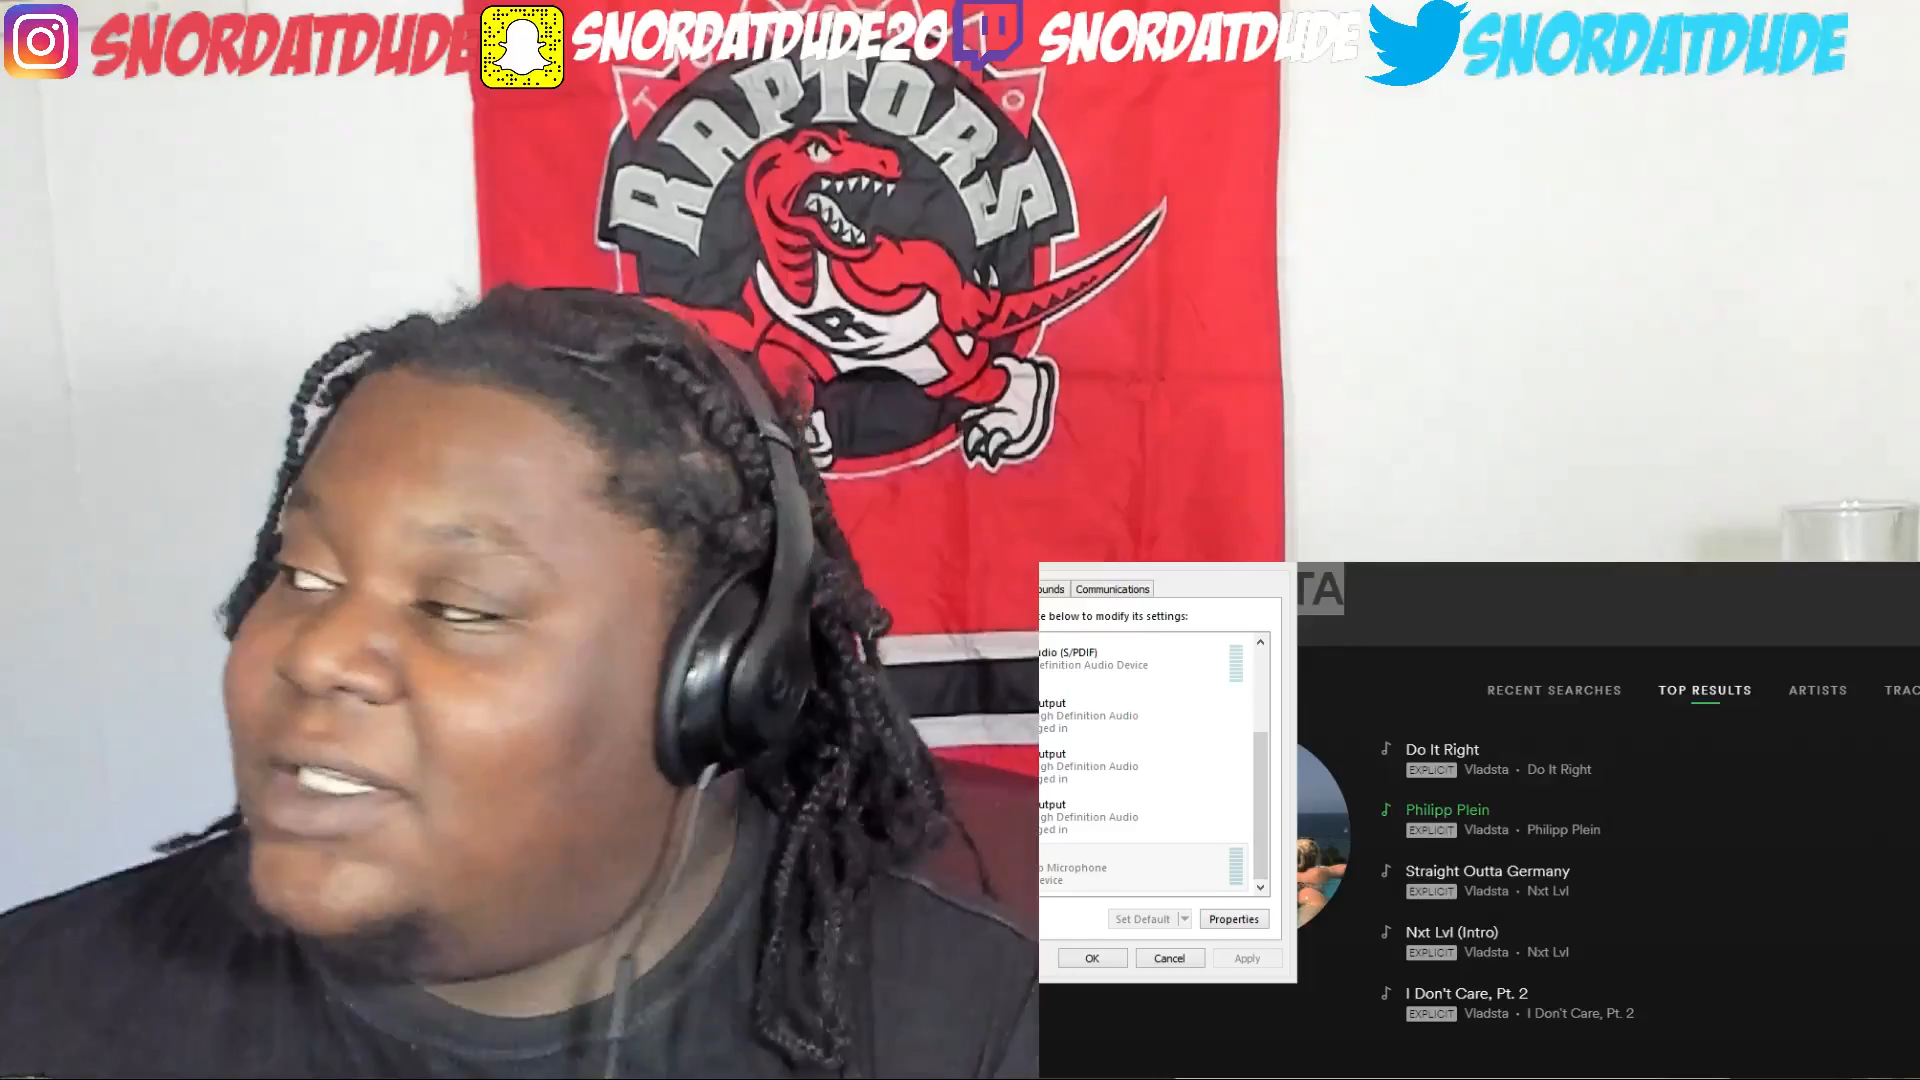 SNORDATDUDE
SNORDATDUDE20
SNORDATDUDE
SNORDATDUDE
T O
RAPTORS
R
ounds
Communications
below to modify its settings:
TA
dio (S/PDIF)
efinition Audio Device
utput
gh Definition Audio
ged in
utput
gh Definition Audio
ged in
utput
gh Definition Audio
ged in
o Microphone
evice
Set Default
Properties
OK
Cancel
Apply
RECENT SEARCHES
TOP RESULTS
ARTISTS
TRAC
Do It Right
EXPLICIT Vladsta • Do It Right
Philipp Plein
EXPLICIT Vladsta • Philipp Plein
Straight Outta Germany
EXPLICIT Vladsta • Nxt Lvl
Nxt Lvl (Intro)
EXPLICIT Vladsta • Nxt Lvl
I Don't Care, Pt. 2
EXPLICIT Vladsta • I Don't Care, Pt. 2